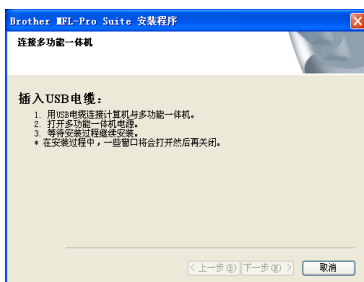 Brother MFL-Pro Suite 安装程序
连接多功能一体机
插入USB电缆：
1. 用USB电缆连接计算机与多功能一体机。
2. 打开多功能一体机电源。
3. 等待安装过程继续安装。
* 在安装过程中，一些窗口将会打开然后再关闭。
< 上一步(B) 下一步(N) > 取消